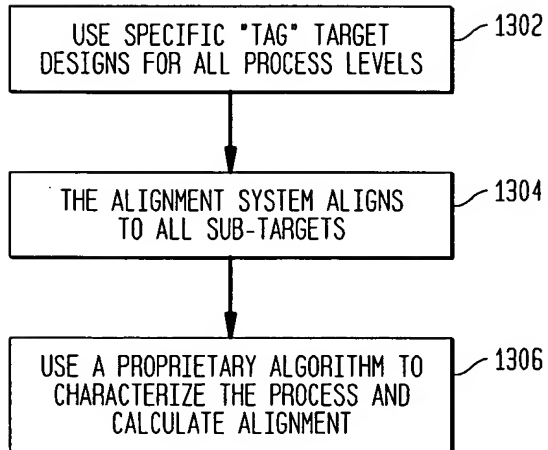 USE SPECIFIC "TAG" TARGET
DESIGNS FOR ALL PROCESS LEVELS
1302
THE ALIGNMENT SYSTEM ALIGNS
TO ALL SUB-TARGETS
1304
USE A PROPRIETARY ALGORITHM TO
CHARACTERIZE THE PROCESS AND
CALCULATE ALIGNMENT
1306